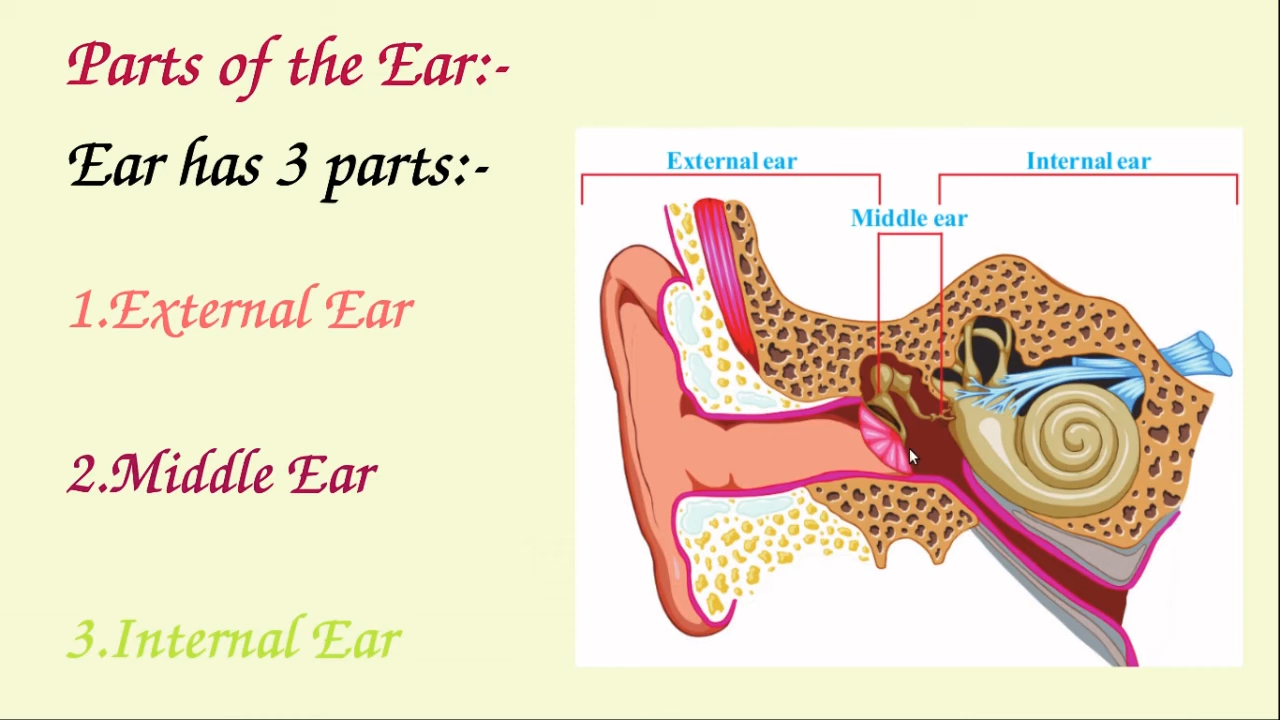 Parts of the Ear:-
Ear has 3 parts:-
1.External Ear
2.Middle Ear
3.Internal Ear
External ear
Internal ear
Middle ear